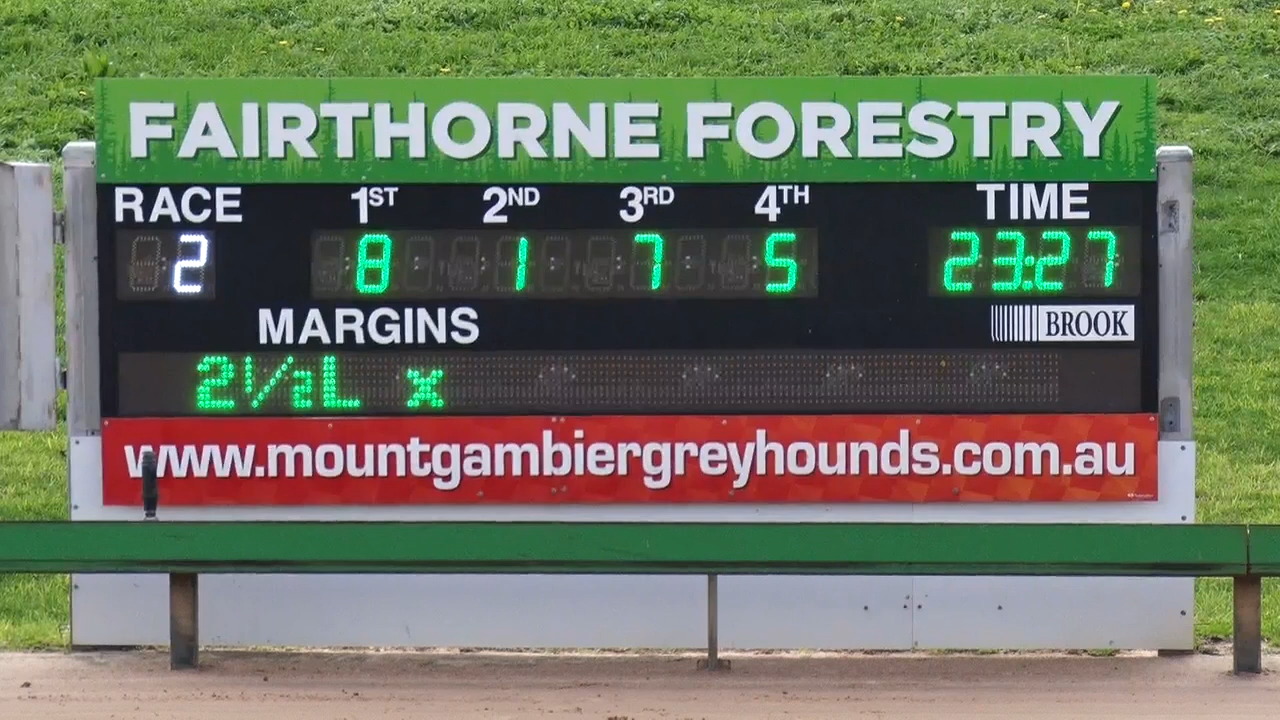 FAIRTHORNE FORESTRY
RACE 1ST 2ND 3RD 4TH TIME
2 8 1 7 5 23:27
MARGINS
BROOK
2½L x
www.mountgambiergreyhounds.com.au